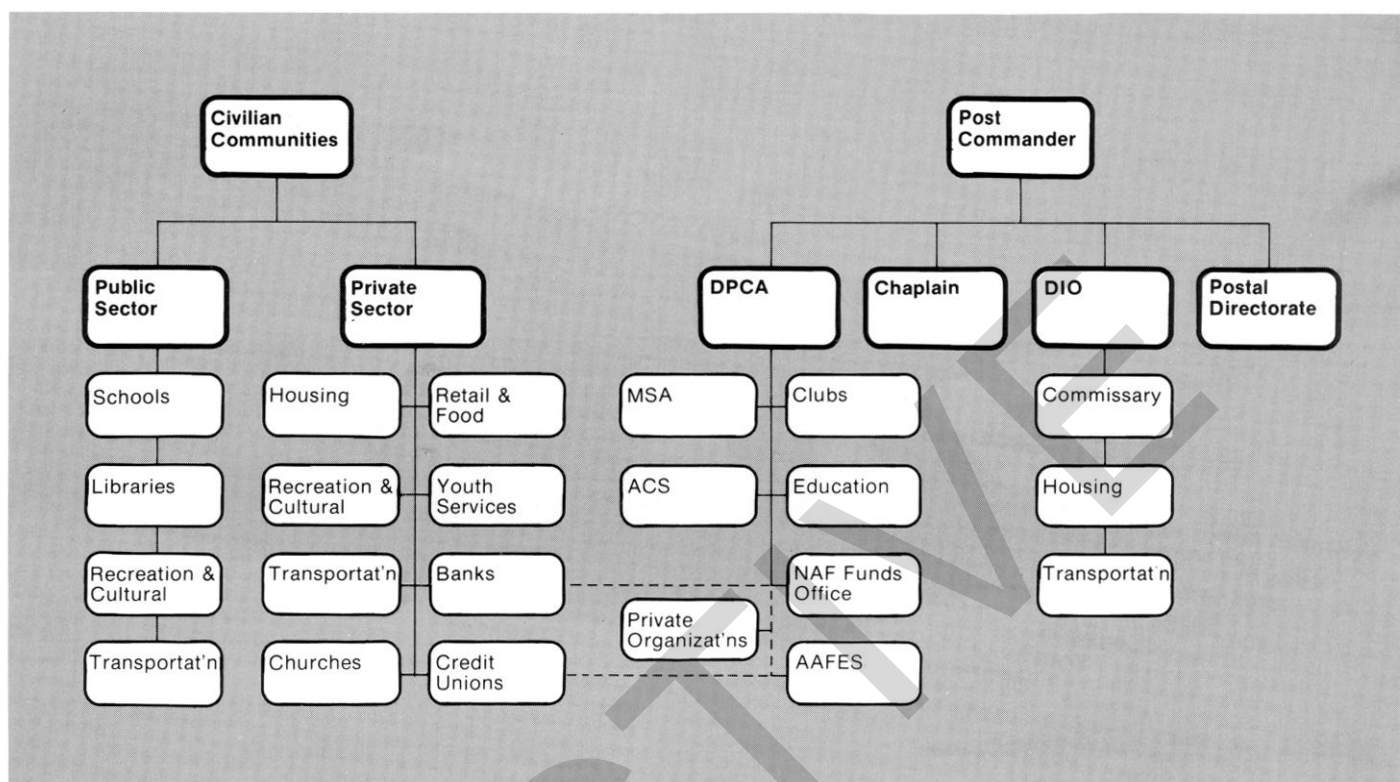 Civilian
Communities
Post
Commander
Public
Sector
Private
Sector
DPCA
Chaplain
DIO
Postal
Directorate
Schools
Housing
Retail &
Food
MSA
Clubs
Commissary
Libraries
Recreation &
Cultural
Youth
Services
ACS
Education
Housing
Recreation &
Cultural
Transportat'n
Banks
NAF Funds
Office
Transportat'n
Private
Organizat'ns
Transportat'n
Churches
Credit
Unions
AAFES